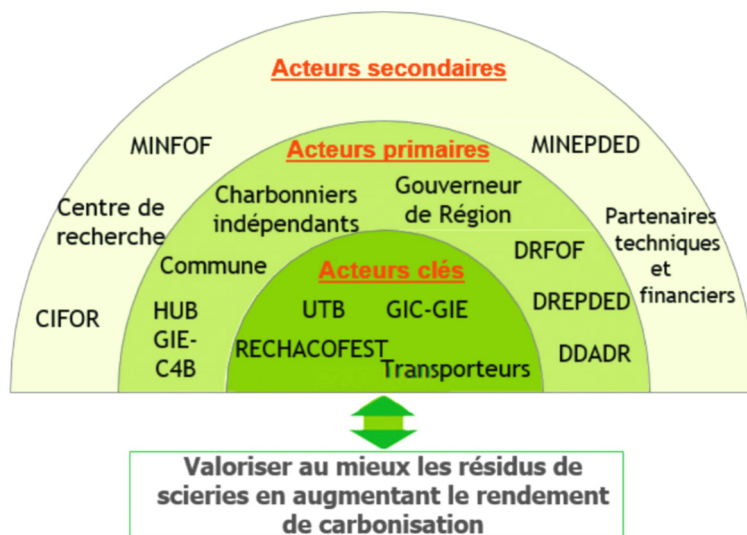 Acteurs secondaires
MINFOF
MINEPDED
Centre de
recherche
Partenaires
techniques
et
financiers
CIFOR
Acteurs primaires
Charbonniers
indépendants
Gouverneur
de Région
Commune
DRFOF
HUB
GIE-
C4B
DREPDED
DDADR
Acteurs clés
UTB
GIC-GIE
RECHACOFEST
Transporteurs
Valoriser au mieux les résidus de
scieries en augmentant le rendement
de carbonisation